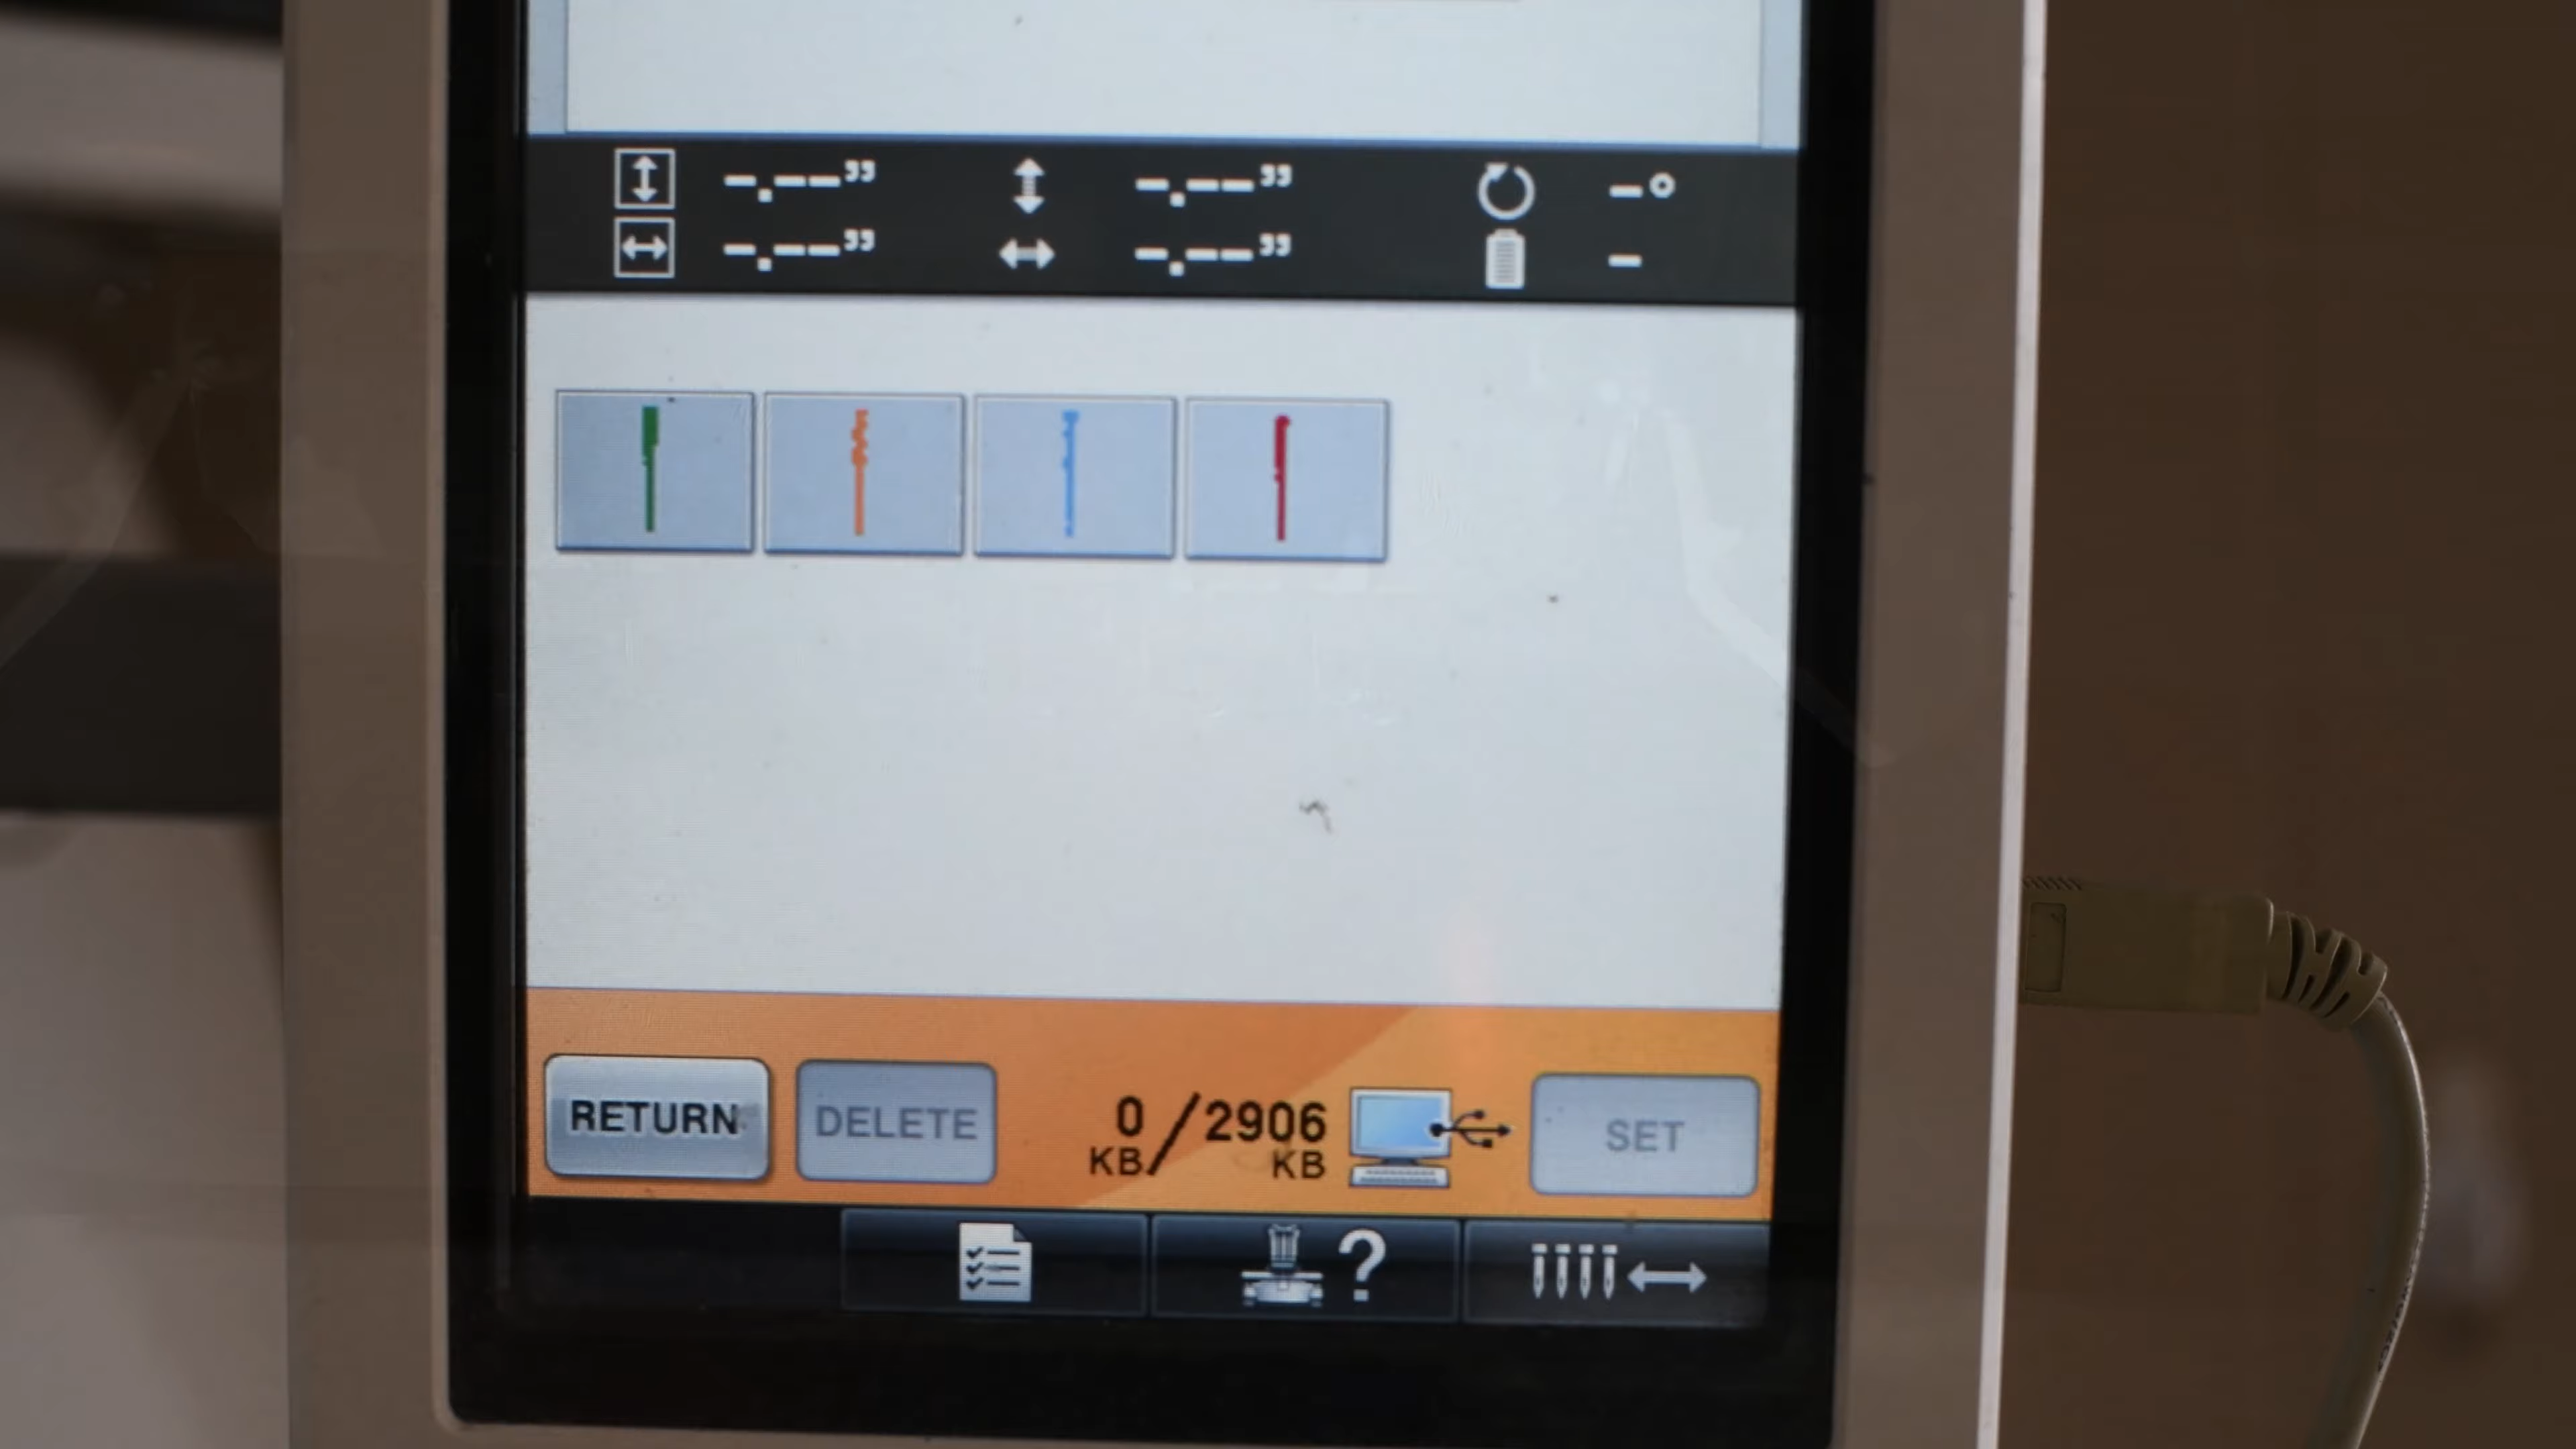 -.--" -.--" -°
-.--" -.--" -
RETURN DELETE 0 KB / 2906 KB SET
?